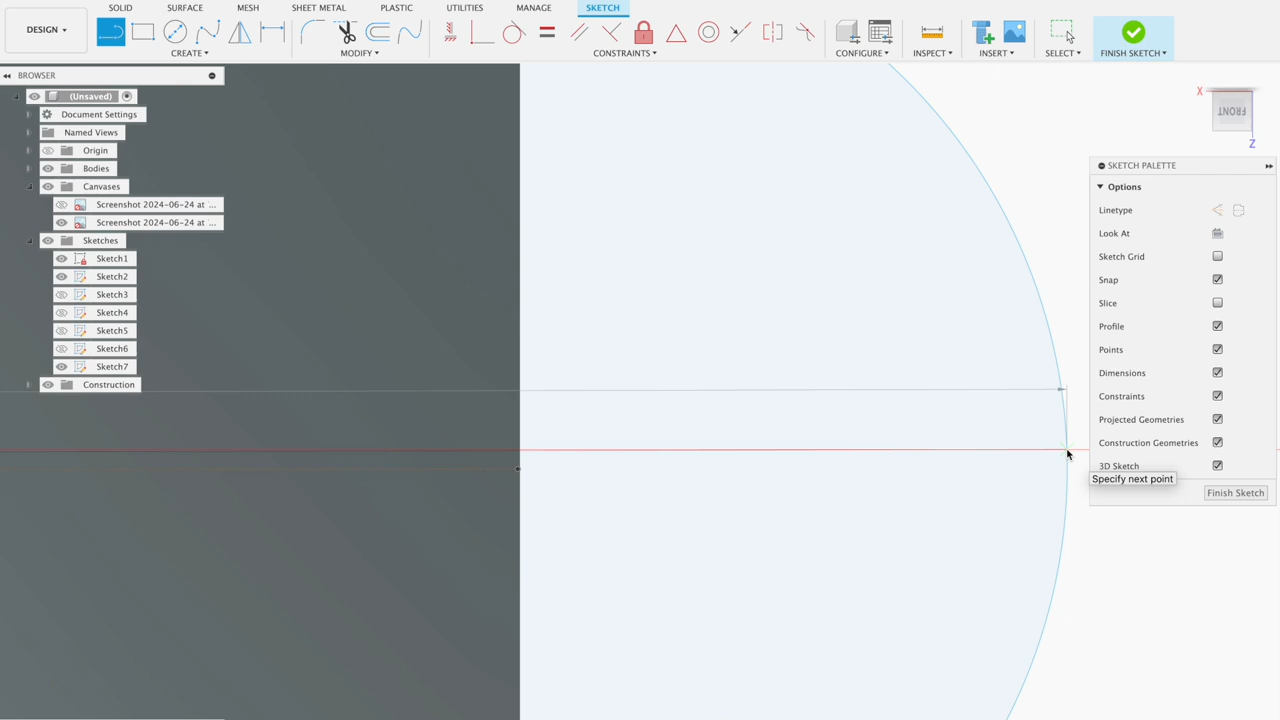 SOLID SURFACE MESH SHEET METAL PLASTIC UTILITIES MANAGE SKETCH
DESIGN
CREATE MODIFY CONSTRAINTS CONFIGURE INSPECT INSERT SELECT FINISH SKETCH
BROWSER
(Unsaved)
Document Settings
Named Views
Origin
Bodies
Canvases
Screenshot 2024-06-24 at ...
Screenshot 2024-06-24 at ...
Sketches
Sketch1
Sketch2
Sketch3
Sketch4
Sketch5
Sketch6
Sketch7
Construction
X
FRONT
Z
SKETCH PALETTE
Options
Linetype
Look At
Sketch Grid
Snap
Slice
Profile
Points
Dimensions
Constraints
Projected Geometries
Construction Geometries
3D Sketch
Specify next point
Finish Sketch